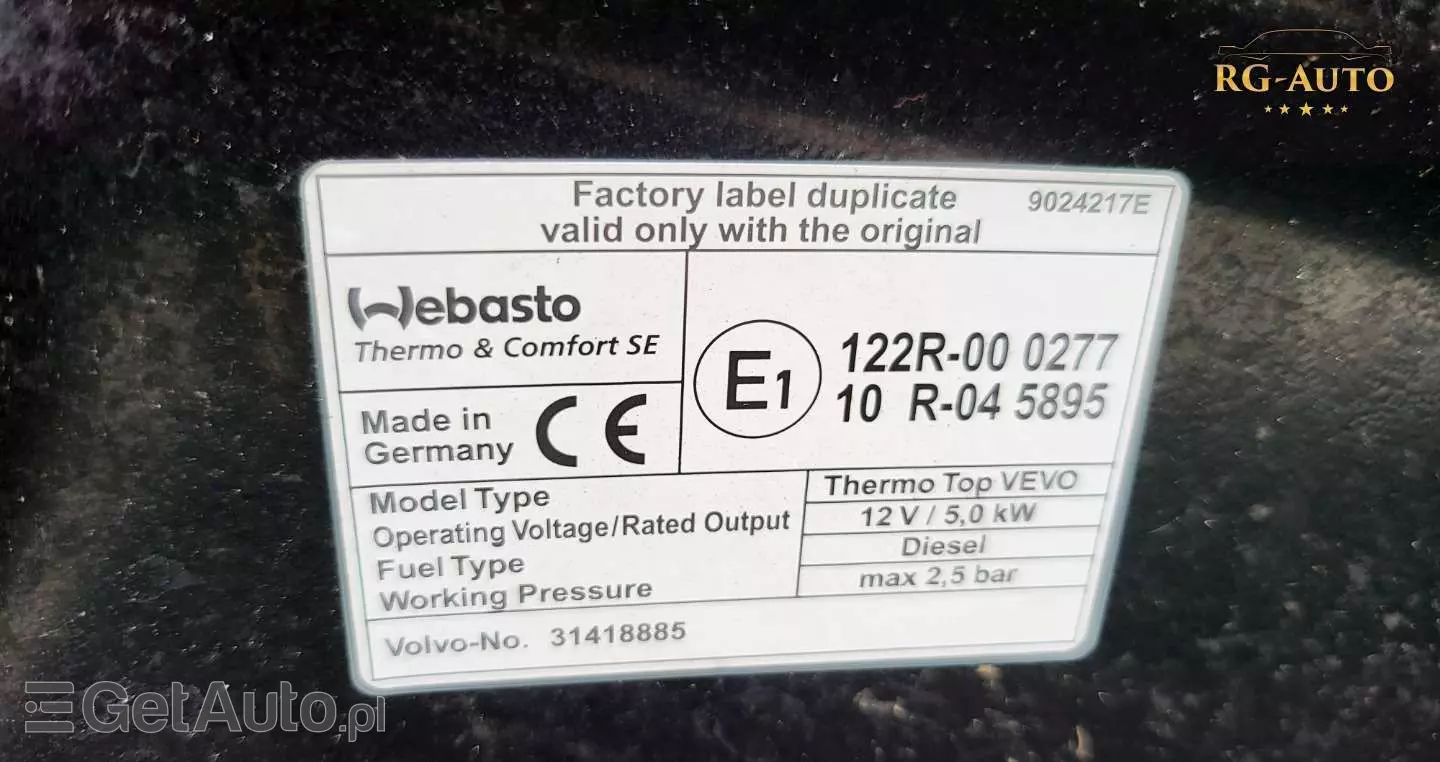 RG-AUTO
Factory label duplicate
valid only with the original
9024217E
Webasto
Thermo & Comfort SE
Made in
Germany
CE
E1
122R-00 0277
10 R-04 5895
Model Type
Thermo Top VEVO
Operating Voltage/Rated Output
12 V / 5,0 kW
Fuel Type
Diesel
Working Pressure
max 2,5 bar
Volvo-No. 31418885
GetAuto.pl